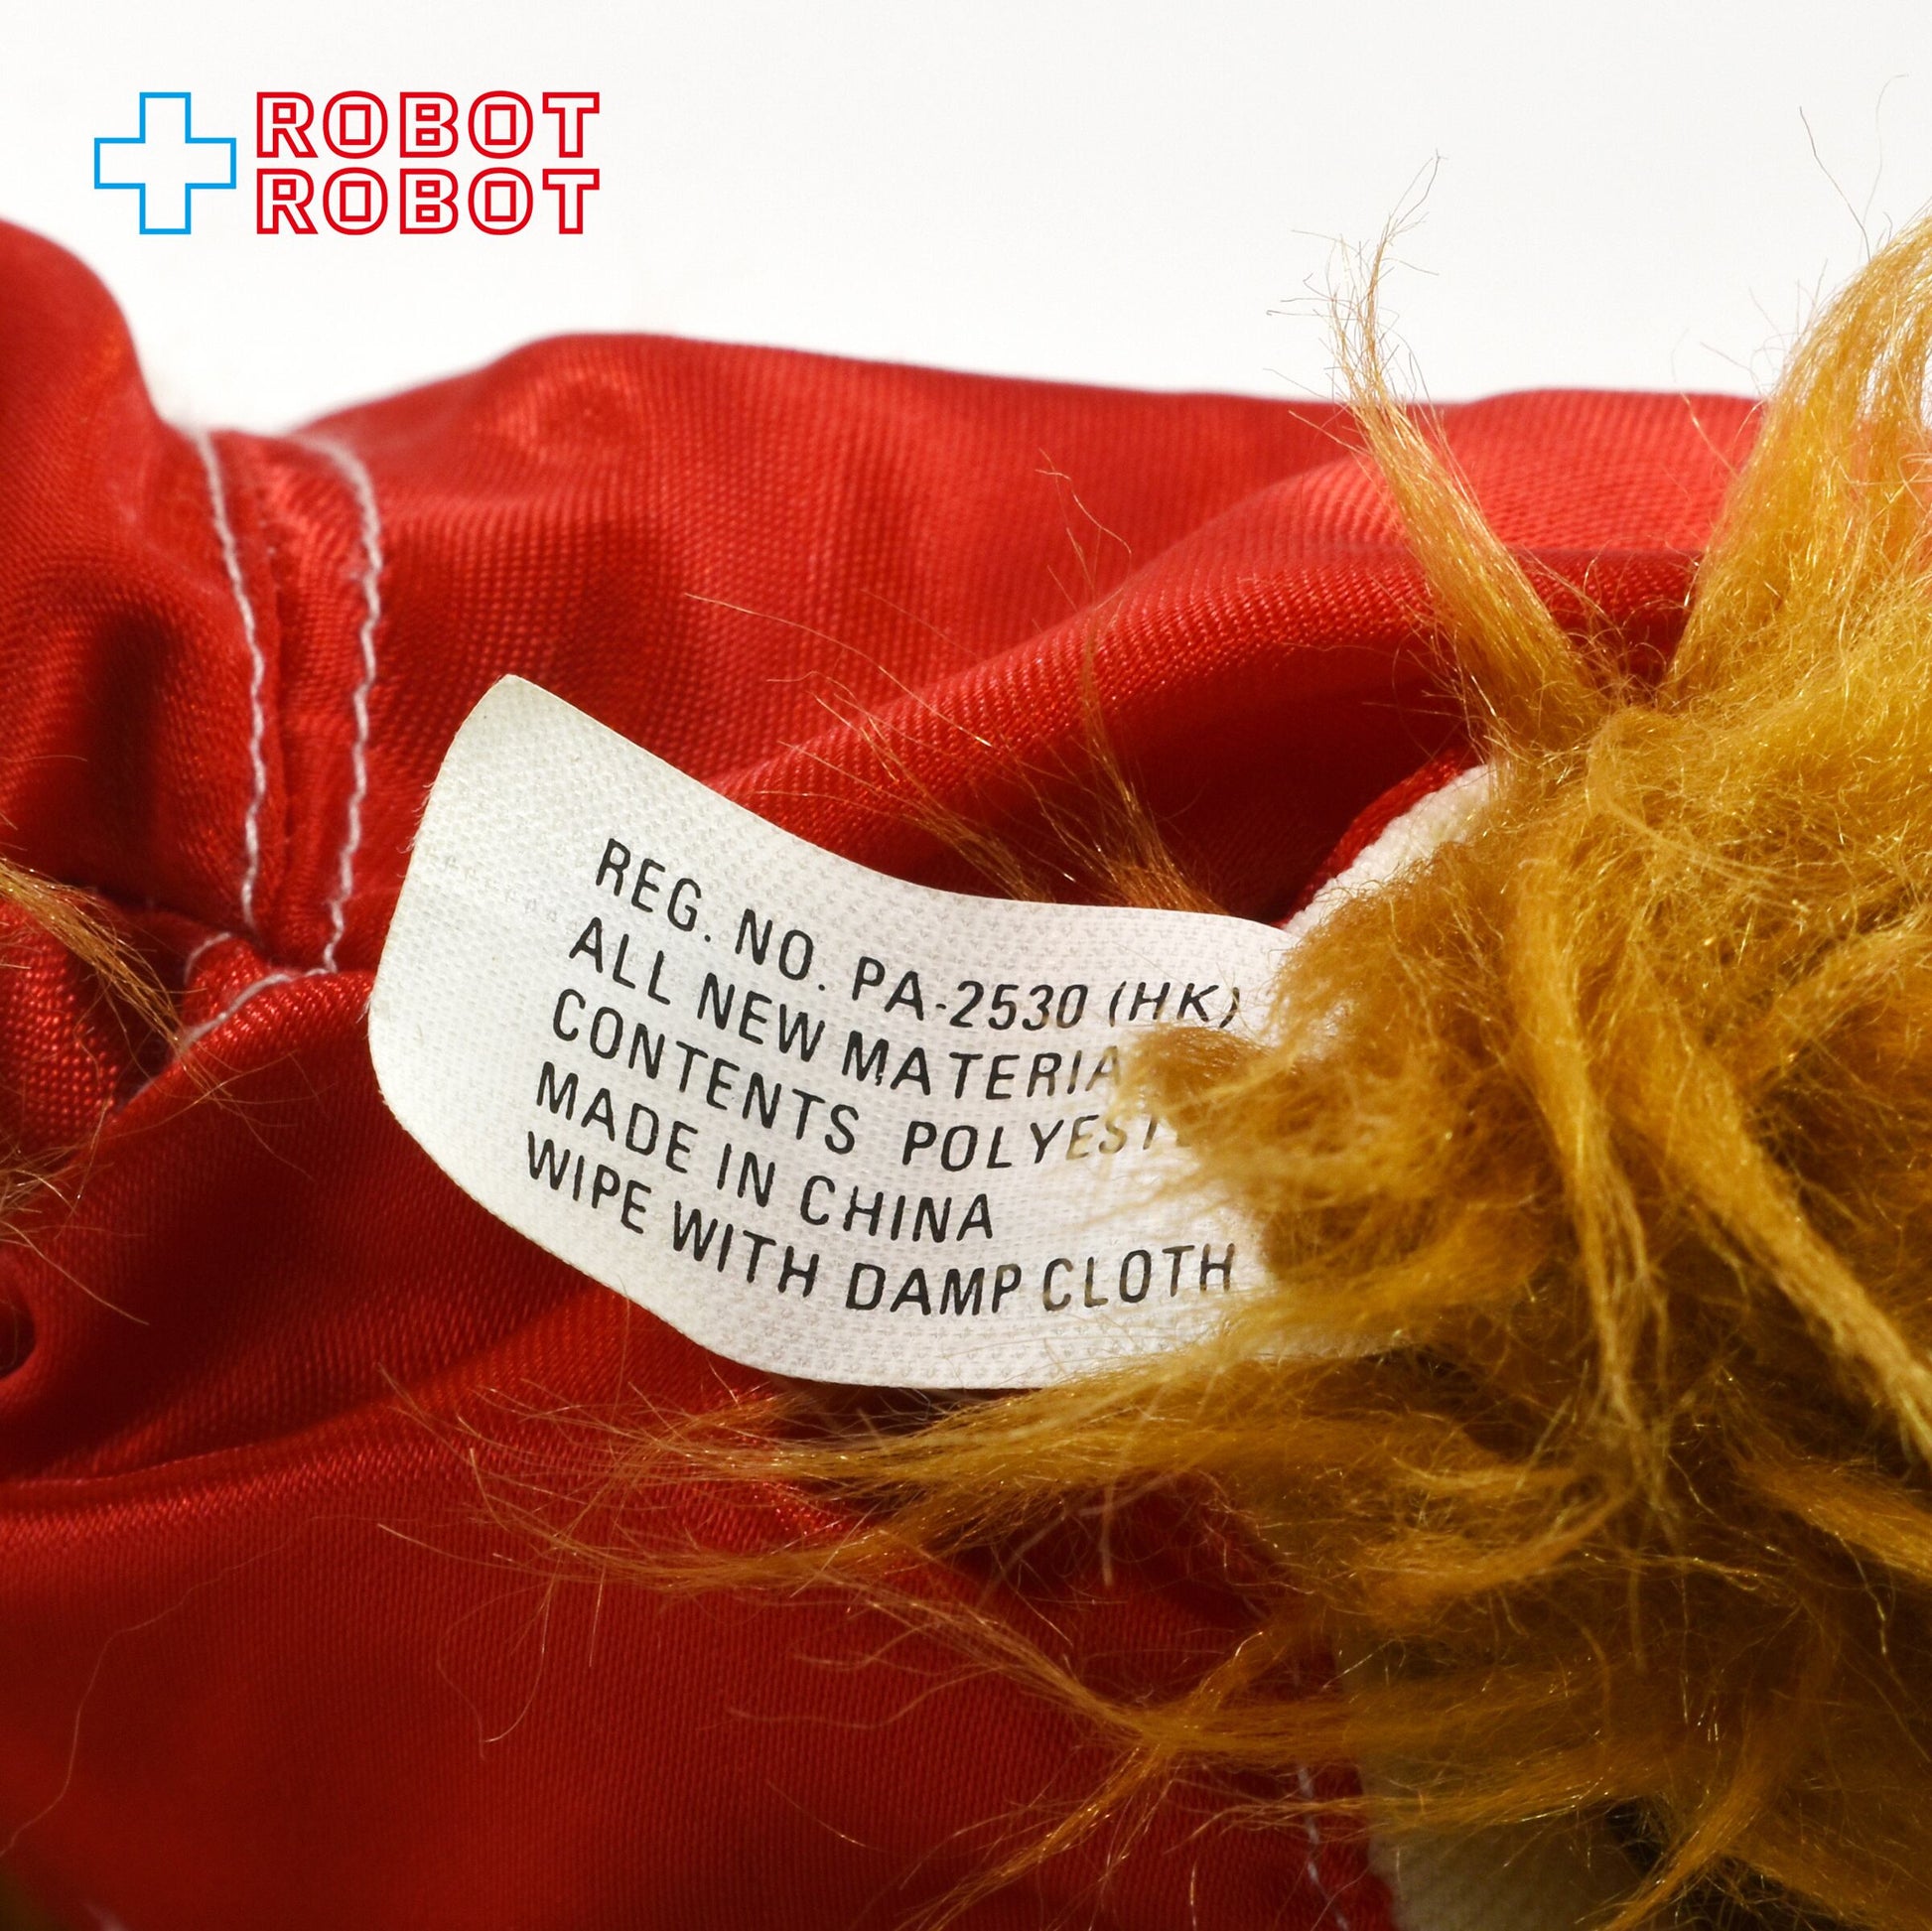 ROBOT
ROBOT
REG. NO. PA-2530 (HK)
ALL NEW MATERIA
CONTENTS POLYEST
MADE IN CHINA
WIPE WITH DAMP CLOTH